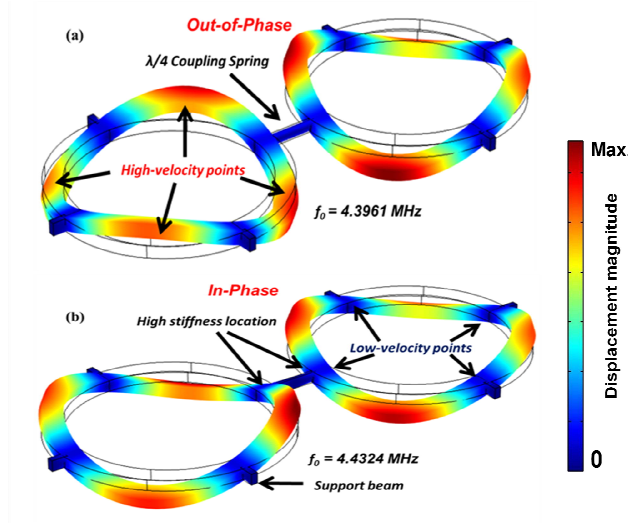 (a)
Out-of-Phase
λ/4 Coupling Spring
High-velocity points
f₀ = 4.3961 MHz
In-Phase
(b)
High stiffness location
Low-velocity points
f₀ = 4.4324 MHz
Support beam
Max.
Displacement magnitude
0